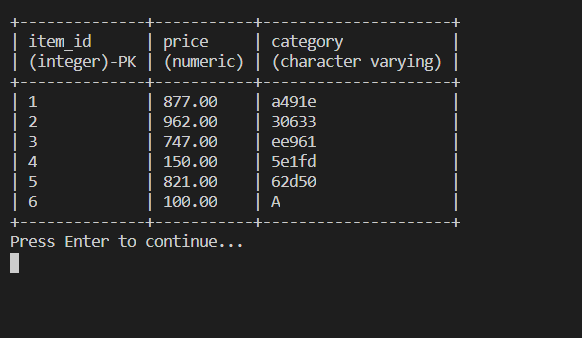 +--------------+-----------+---------------------+
| item_id      | price     | category            |
| (integer)-PK | (numeric) | (character varying) |
+--------------+-----------+---------------------+
| 1            | 877.00    | a491e               |
| 2            | 962.00    | 30633               |
| 3            | 747.00    | ee961               |
| 4            | 150.00    | 5e1fd               |
| 5            | 821.00    | 62d50               |
| 6            | 100.00    | A                   |
+--------------+-----------+---------------------+
Press Enter to continue...